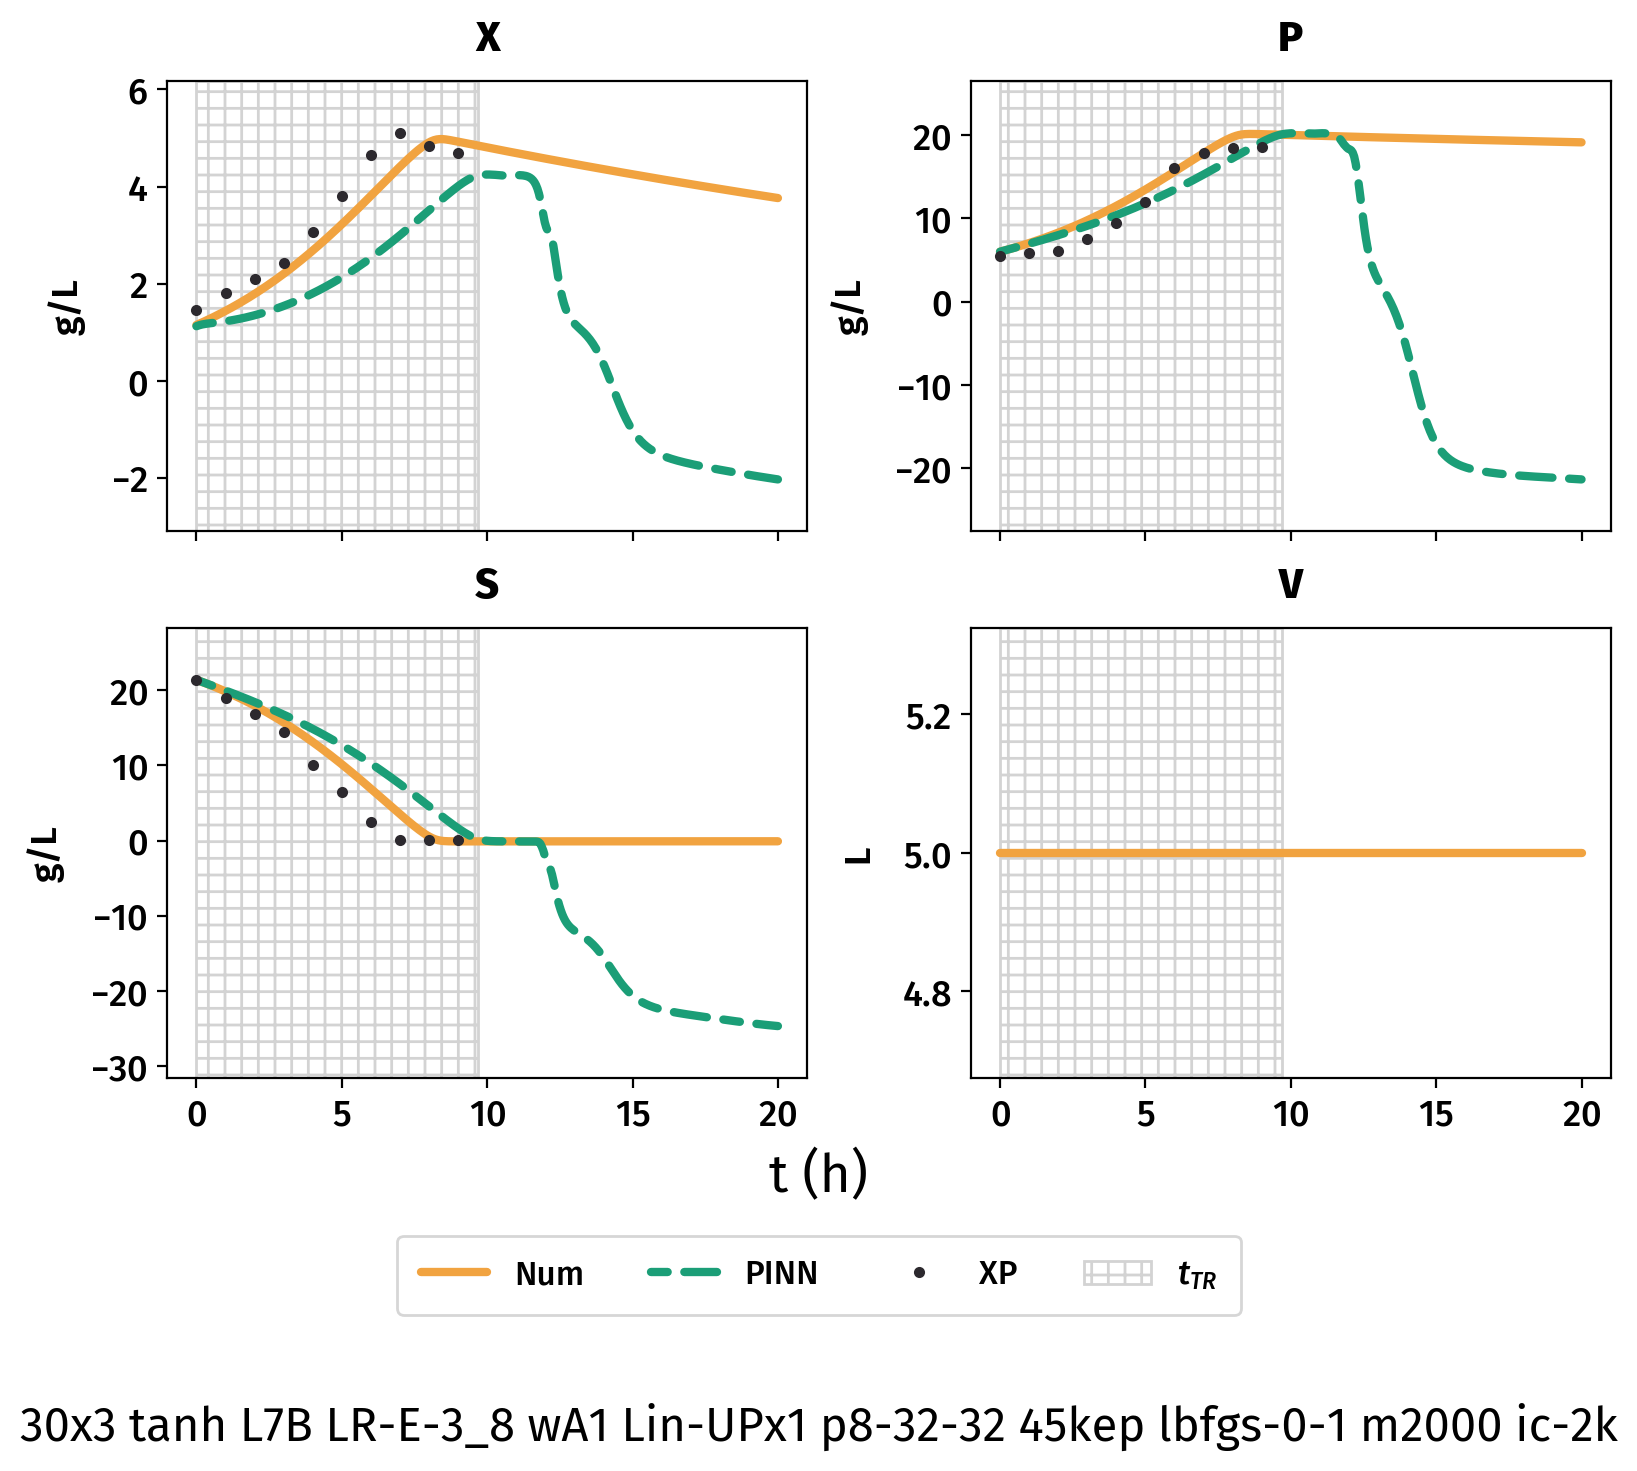 X
6
4
2
0
−2
g/L
P
20
10
0
−10
−20
g/L
S
20
10
0
−10
−20
−30
g/L
0 5 10 15 20
V
5.2
5.0
4.8
L
0 5 10 15 20
t (h)
Num PINN XP tTR
30x3 tanh L7B LR-E-3_8 wA1 Lin-UPx1 p8-32-32 45kep lbfgs-0-1 m2000 ic-2k